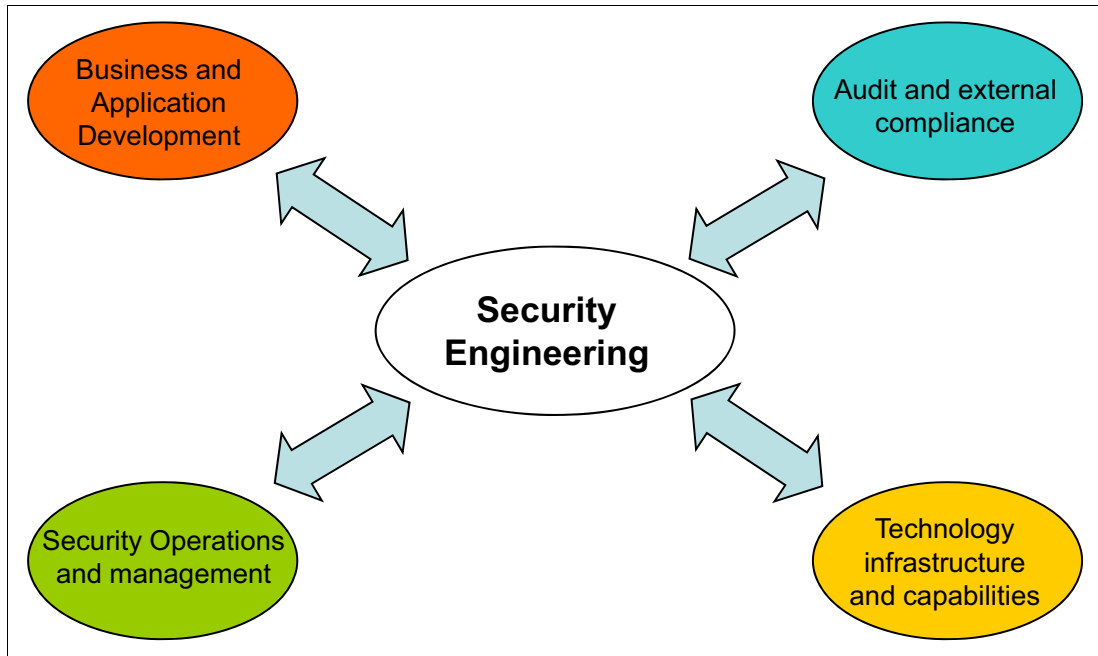 Business and
Application
Development
Audit and external
compliance
Security
Engineering
Security Operations
and management
Technology
infrastructure
and capabilities